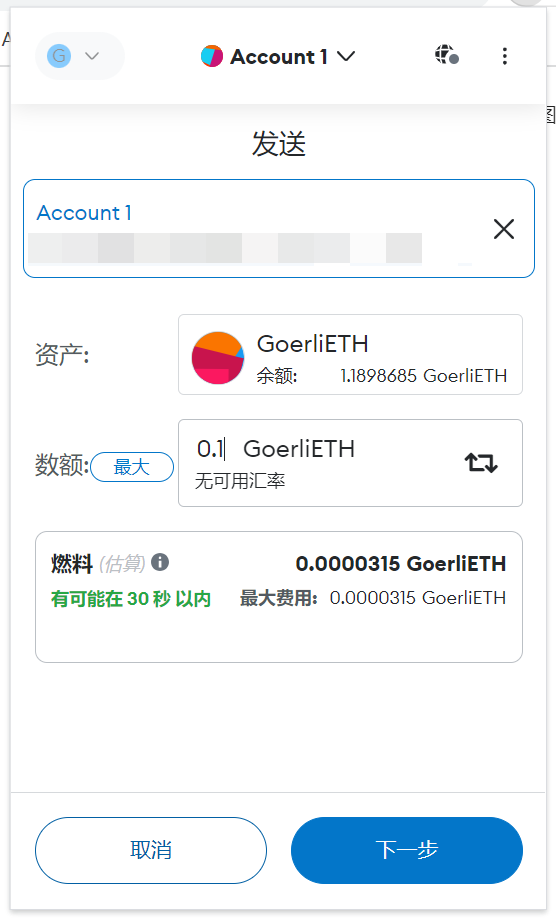 G
Account 1
发送
Account 1
资产:
GoerliETH
余额: 1.1898685 GoerliETH
数额:
最大
0.1 GoerliETH
无可用汇率
燃料 (估算) 0.0000315 GoerliETH
有可能在 30 秒 以内 最大费用: 0.0000315 GoerliETH
取消
下一步